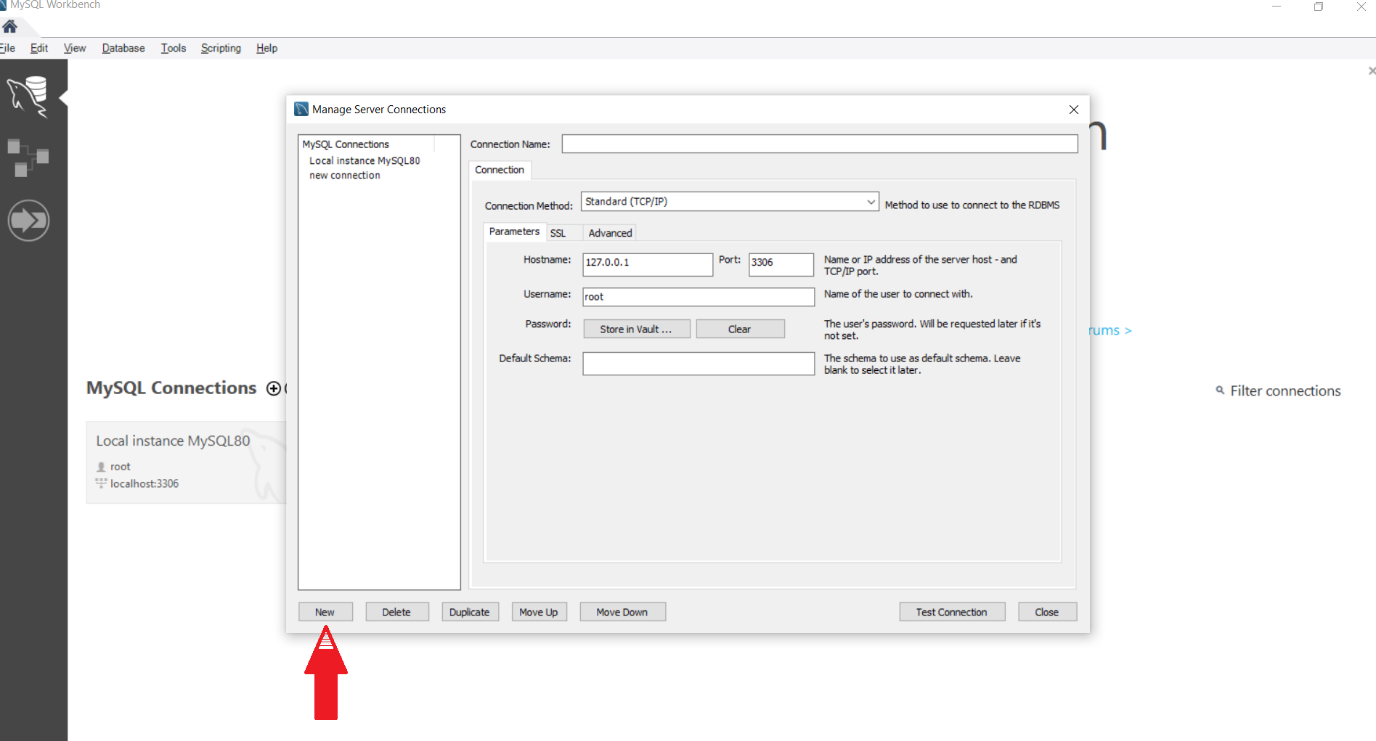 MySQL Workbench
File Edit View Database Tools Scripting Help
Manage Server Connections
MySQL Connections
Local instance MySQL80
new connection
Connection Name:
Connection
Connection Method: Standard (TCP/IP) Method to use to connect to the RDBMS
Parameters SSL Advanced
Hostname: 127.0.0.1 Port: 3306 Name or IP address of the server host - and
TCP/IP port.
Username: root Name of the user to connect with.
Password: Store in Vault ... Clear The user's password. Will be requested later if it's
not set.
Default Schema: The schema to use as default schema. Leave
blank to select it later.
New Delete Duplicate Move Up Move Down Test Connection Close
n
rums >
MySQL Connections
Filter connections
Local instance MySQL80
root
localhost:3306